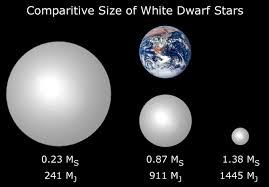 Comparitive Size of White Dwarf Stars
0.23 Ms 0.87 Ms 1.38 Ms
241 MJ 911 MJ 1445 MJ